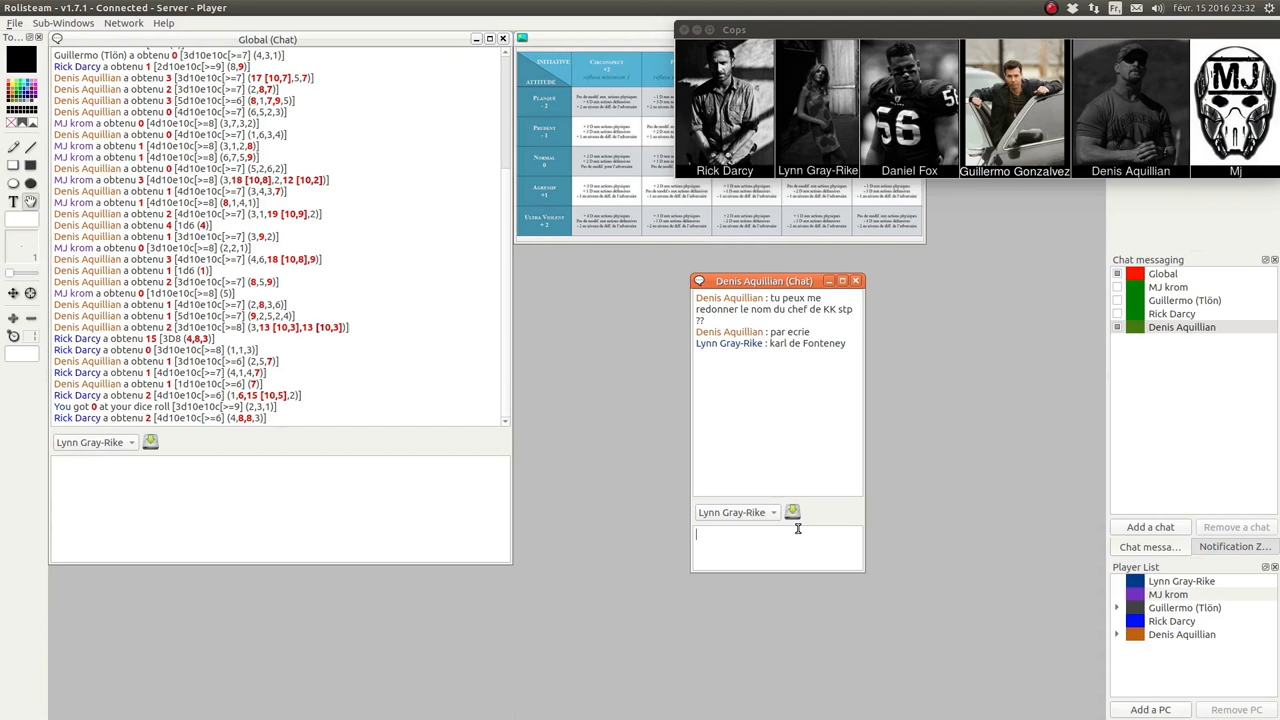 Rolisteam - v1.7.1 - Connected - Server - Player
Fr
Févr. 15 2016 23:32
File Sub-Windows Network Help
To...
Global (Chat)
Guillermo (Tlön) a obtenu 0 [3d10e10c[>=7] (4,3,1)]
Rick Darcy a obtenu 1 [2d10e10c[>=9] (8,9)]
Denis Aquillian a obtenu 3 [3d10e10c[>=7] (17 [10,7],5,7)]
Denis Aquillian a obtenu 2 [3d10e10c[>=7] (2,8,7)]
Denis Aquillian a obtenu 3 [5d10e10c[>=6] (8,1,7,9,5)]
Denis Aquillian a obtenu 0 [4d10e10c[>=7] (6,5,2,3)]
MJ krom a obtenu 0 [4d10e10c[>=8] (3,7,3,2)]
Denis Aquillian a obtenu 0 [4d10e10c[>=7] (1,6,3,4)]
MJ krom a obtenu 1 [4d10e10c[>=8] (3,1,2,8)]
MJ krom a obtenu 1 [4d10e10c[>=8] (6,7,5,9)]
Denis Aquillian a obtenu 0 [4d10e10c[>=7] (5,2,6,2)]
MJ krom a obtenu 3 [4d10e10c[>=8] (3,18 [10,8],2,12 [10,2])]
Denis Aquillian a obtenu 1 [4d10e10c[>=7] (3,4,3,7)]
MJ krom a obtenu 1 [4d10e10c[>=8] (8,1,4,1)]
Denis Aquillian a obtenu 2 [4d10e10c[>=7] (3,1,19 [10,9],2)]
Denis Aquillian a obtenu 4 [1d6 (4)]
Denis Aquillian a obtenu 1 [3d10e10c[>=7] (3,9,2)]
MJ krom a obtenu 0 [3d10e10c[>=8] (2,2,1)]
Denis Aquillian a obtenu 3 [4d10e10c[>=7] (4,6,18 [10,8],9)]
Denis Aquillian a obtenu 1 [1d6 (1)]
Denis Aquillian a obtenu 2 [3d10e10c[>=7] (8,5,9)]
MJ krom a obtenu 0 [1d10e10c[>=8] (5)]
Denis Aquillian a obtenu 1 [4d10e10c[>=7] (2,8,3,6)]
Denis Aquillian a obtenu 1 [5d10e10c[>=7] (9,2,5,2,4)]
Denis Aquillian a obtenu 2 [3d10e10c[>=8] (3,13 [10,3],13 [10,3])]
Rick Darcy a obtenu 15 [3D8 (4,8,3)]
Rick Darcy a obtenu 0 [3d10e10c[>=8] (1,1,3)]
Denis Aquillian a obtenu 1 [3d10e10c[>=6] (2,5,7)]
Rick Darcy a obtenu 1 [4d10e10c[>=7] (4,1,4,7)]
Denis Aquillian a obtenu 1 [1d10e10c[>=6] (7)]
Rick Darcy a obtenu 2 [4d10e10c[>=6] (1,6,15 [10,5],2)]
You got 0 at your dice roll [3d10e10c[>=9] (2,3,1)]
Rick Darcy a obtenu 2 [4d10e10c[>=6] (4,8,8,3)]
Lynn Gray-Rike
T
1
INITIATIVE
ATTITUDE
CIRCONSPECT
+2
PLANQUÉ
- 2
PRUDENT
- 1
NORMAL
0
AGRESSIF
+1
ULTRA VIOLENT
+ 2
Cops
56
MJ
Rick Darcy
Lynn Gray-Rike
Daniel Fox
Guillermo Gonzalvez
Denis Aquillian
Mj
Denis Aquillian (Chat)
Denis Aquillian : tu peux me
redonner le nom du chef de KK stp
??
Denis Aquillian : par ecrie
Lynn Gray-Rike : karl de Fonteney
Lynn Gray-Rike
Chat messaging
Global
MJ krom
Guillermo (Tlön)
Rick Darcy
Denis Aquillian
Add a chat
Remove a chat
Chat messa...
Notification Z...
Player List
Lynn Gray-Rike
MJ krom
Guillermo (Tlön)
Rick Darcy
Denis Aquillian
Add a PC
Remove PC